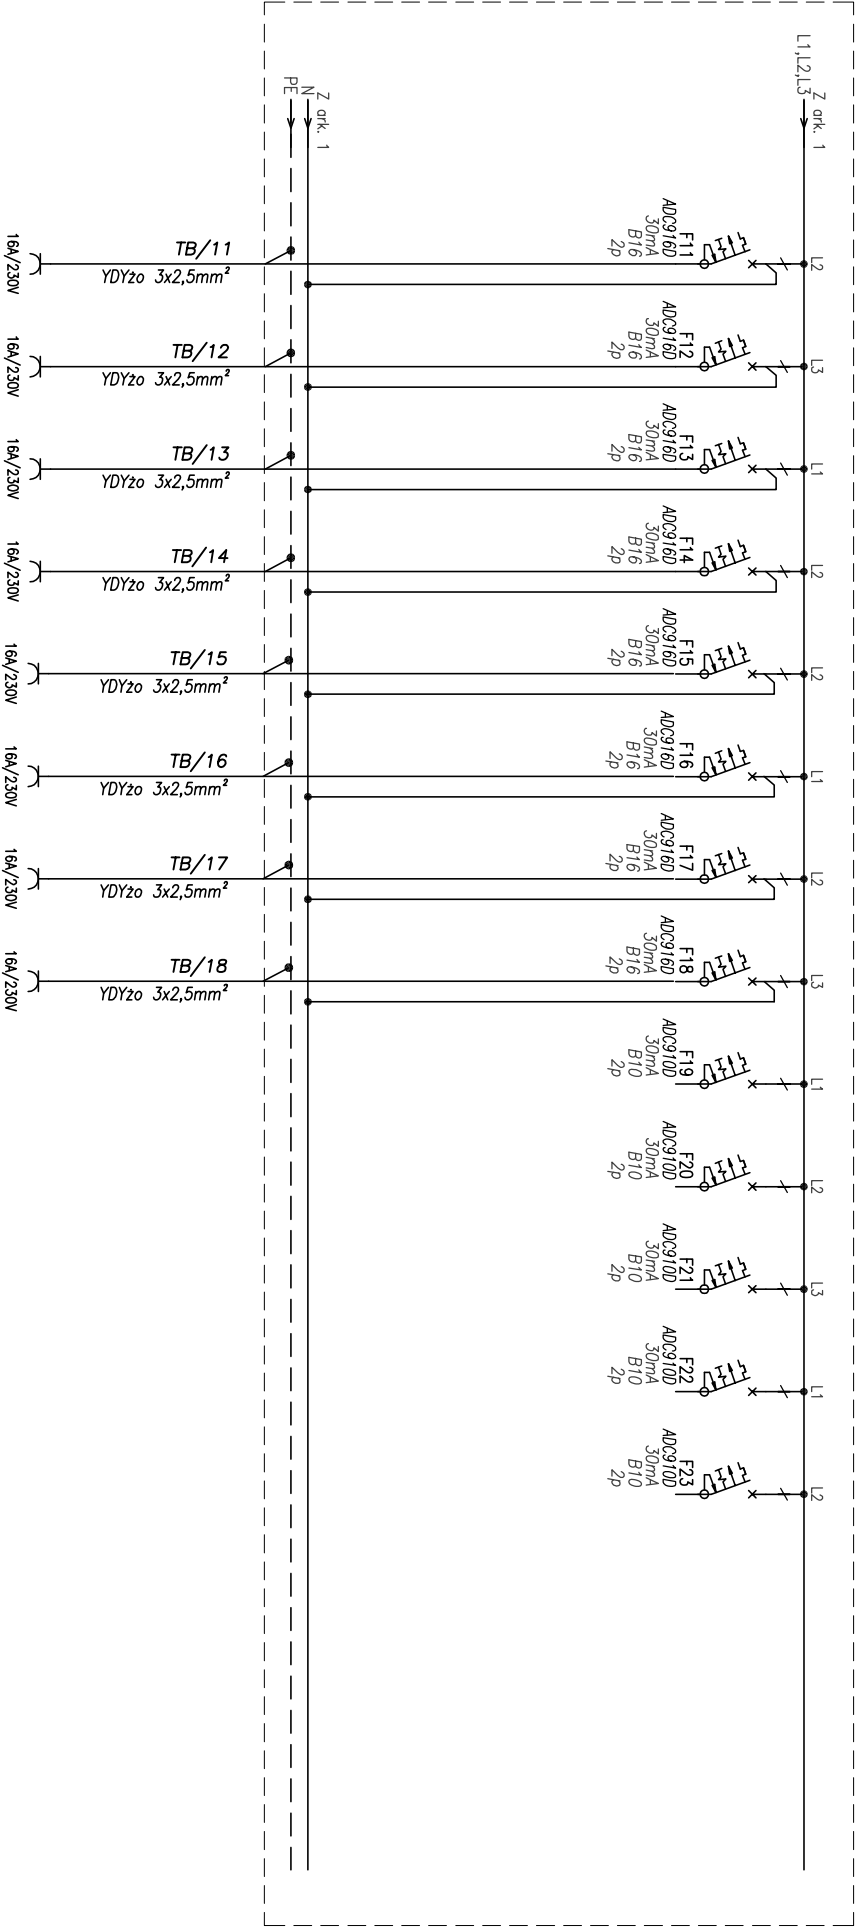 L1,L2,L3
Z ark. 1
N
PE
Z ark. 1
L2
F11
ADC916D
30mA
B16
2p
TB/11
YDYżo 3x2,5mm²
16A/230V
L3
F12
ADC916D
30mA
B16
2p
TB/12
YDYżo 3x2,5mm²
16A/230V
L1
F13
ADC916D
30mA
B16
2p
TB/13
YDYżo 3x2,5mm²
16A/230V
L2
F14
ADC916D
30mA
B16
2p
TB/14
YDYżo 3x2,5mm²
16A/230V
L2
F15
ADC916D
30mA
B16
2p
TB/15
YDYżo 3x2,5mm²
16A/230V
L1
F16
ADC916D
30mA
B16
2p
TB/16
YDYżo 3x2,5mm²
16A/230V
L2
F17
ADC916D
30mA
B16
2p
TB/17
YDYżo 3x2,5mm²
16A/230V
L3
F18
ADC916D
30mA
B16
2p
TB/18
YDYżo 3x2,5mm²
16A/230V
L1
F19
ADC910D
30mA
B10
2p
L2
F20
ADC910D
30mA
B10
2p
L3
F21
ADC910D
30mA
B10
2p
L1
F22
ADC910D
30mA
B10
2p
L2
F23
ADC910D
30mA
B10
2p